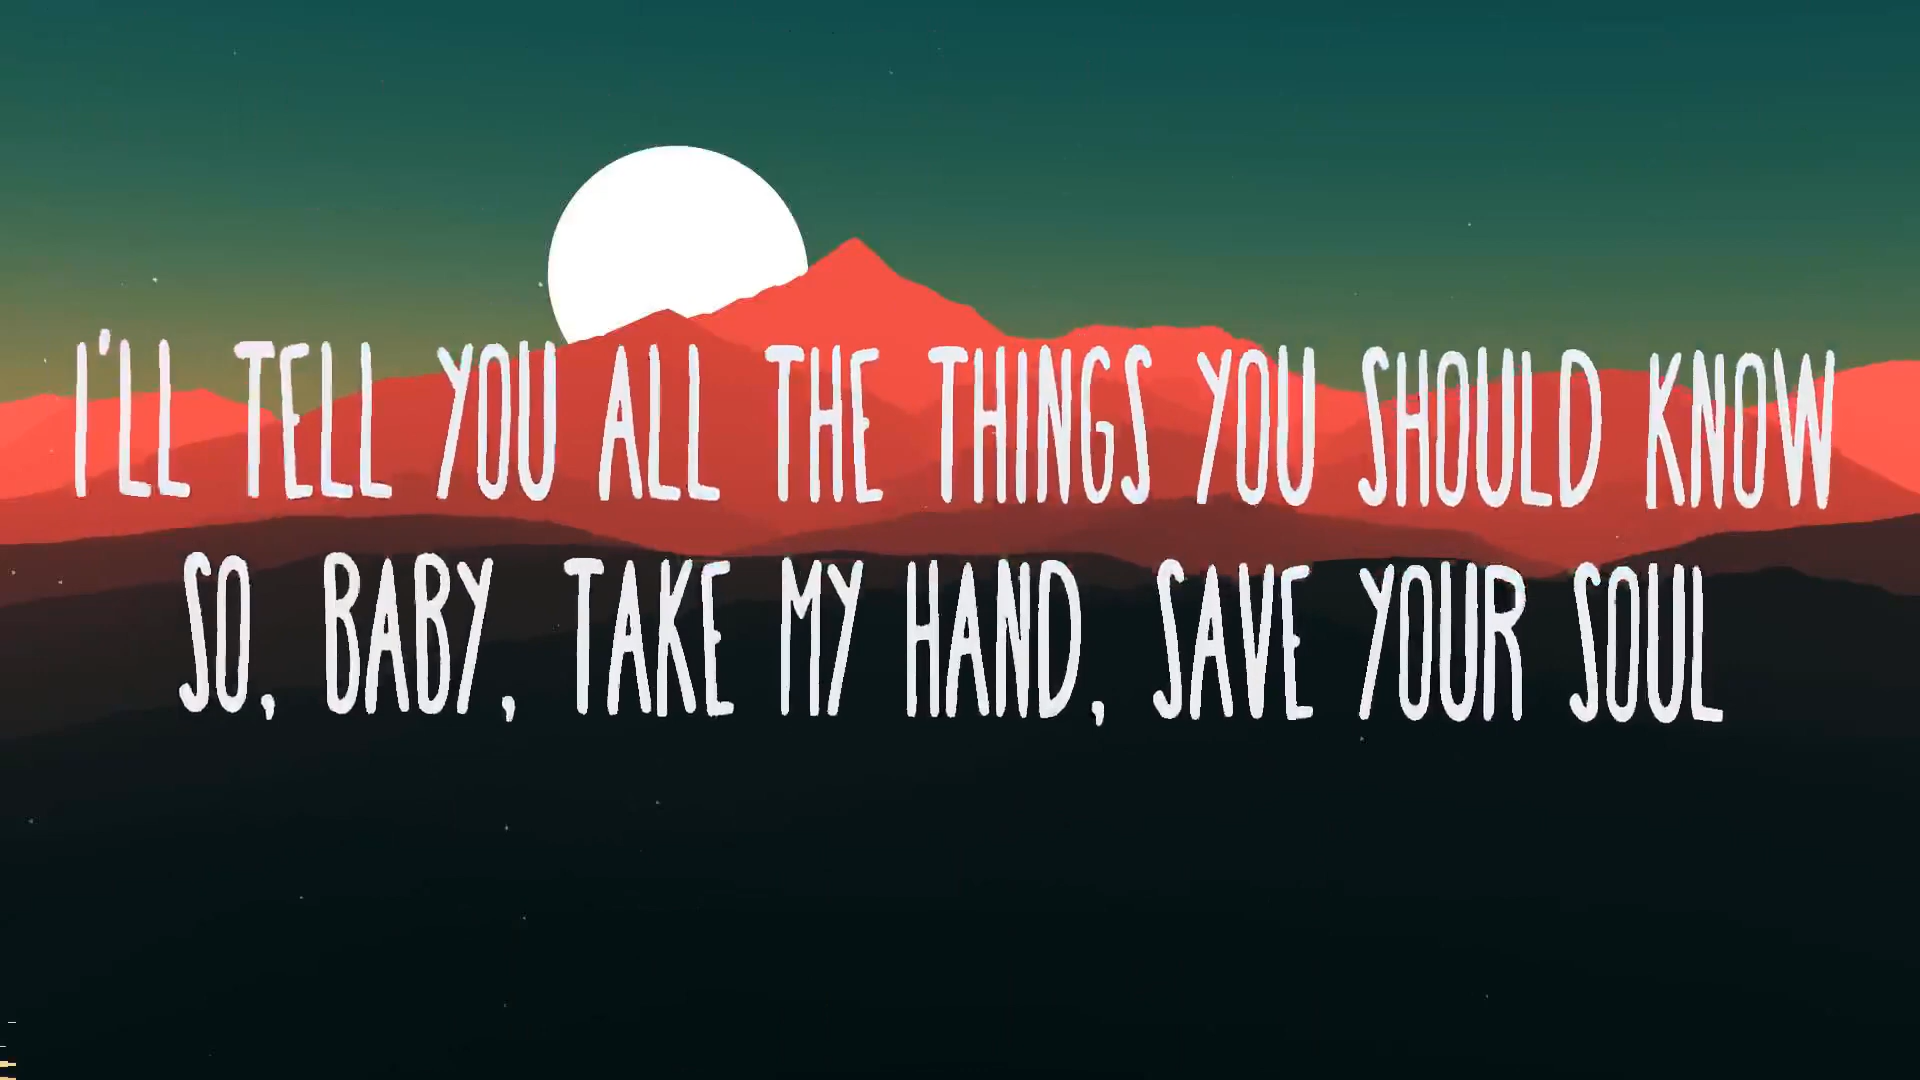 I'LL TELL YOU ALL THE THINGS YOU SHOULD KNOW
SO, BABY, TAKE MY HAND, SAVE YOUR SOUL